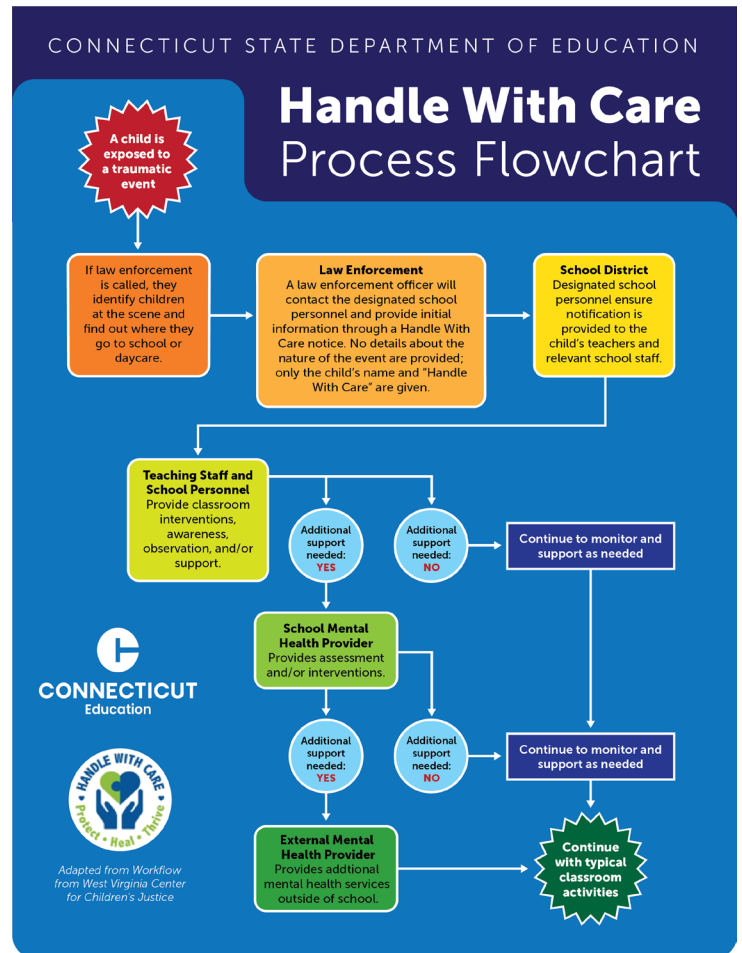 CONNECTICUT STATE DEPARTMENT OF EDUCATION
Handle With Care
Process Flowchart
A child is
exposed to
a traumatic
event
If law enforcement
is called, they
identify children
at the scene and
find out where they
go to school or
daycare.
Law Enforcement
A law enforcement officer will
contact the designated school
personnel and provide initial
information through a Handle With
Care notice. No details about the
nature of the event are provided;
only the child's name and "Handle
With Care" are given.
School District
Designated school
personnel ensure
notification is
provided to the
child's teachers and
relevant school staff.
Teaching Staff and
School Personnel
Provide classroom
interventions,
awareness,
observation, and/or
support.
Additional
support
needed:
YES
Additional
support
needed:
NO
Continue to monitor and
support as needed
School Mental
Health Provider
Provides assessment
and/or interventions.
CONNECTICUT
Education
Additional
support
needed:
YES
Additional
support
needed:
NO
Continue to monitor and
support as needed
HANDLE WITH CARE
Protect • Heal • Thrive
External Mental
Health Provider
Provides addtional
mental health services
outside of school.
Continue
with typical
classroom
activities
Adapted from Workflow
from West Virginia Center
for Children's Justice